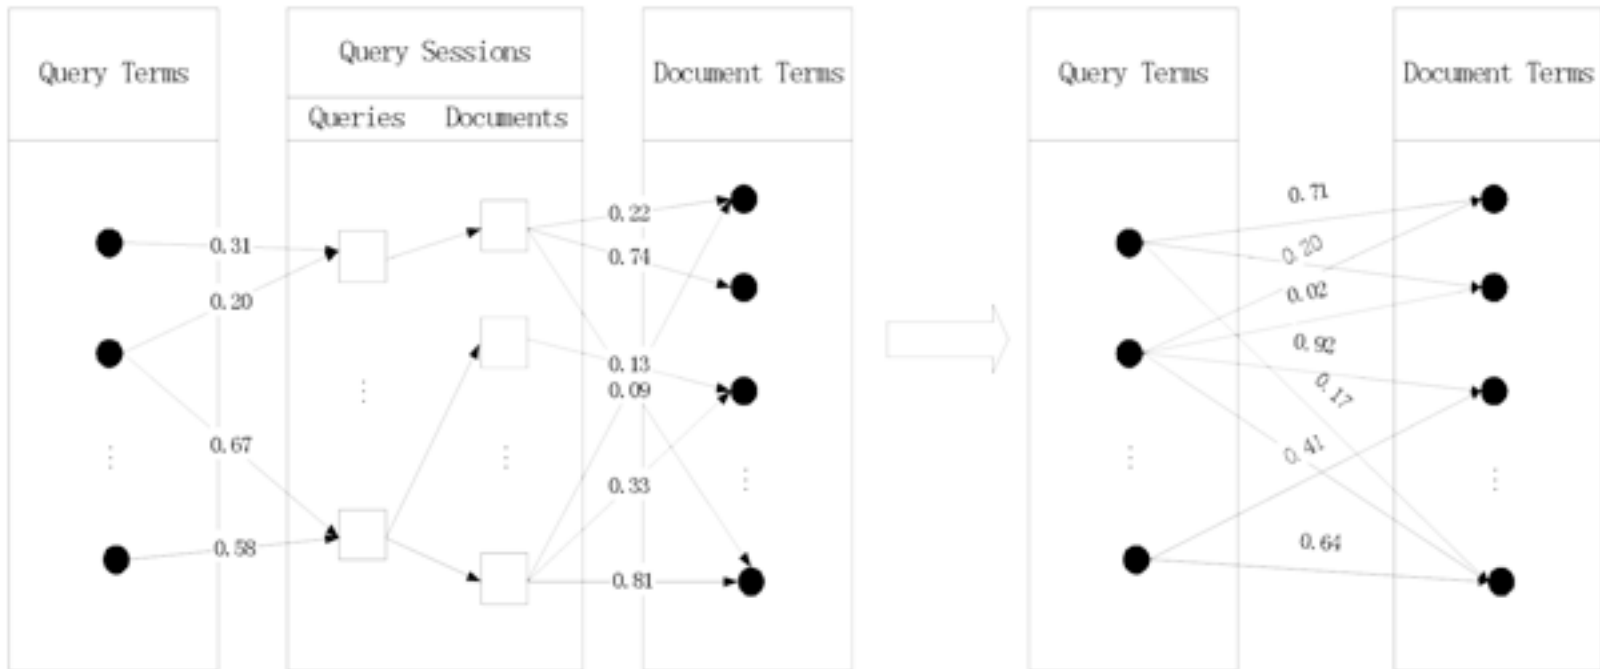 Query Terms
Query Sessions
Queries Documents
Document Terms
0.31
0.20
0.67
0.58
0.22
0.74
0.13
0.09
0.33
0.81
Query Terms
Document Terms
0.71
0.20
0.02
0.92
0.17
0.41
0.64